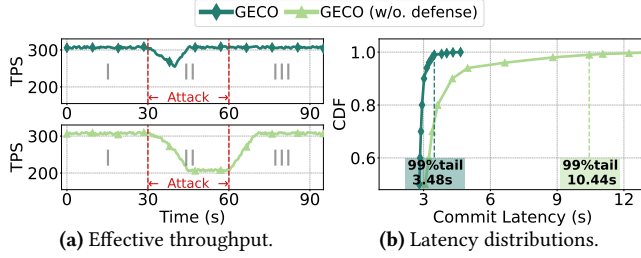 GECO GECO (w/o. defense)
TPS
300
200
I II III
← Attack →
0 30 60 90
TPS
300
200
I II III
← Attack →
0 30 60 90
Time (s)
(a) Effective throughput.
CDF
1.0
0.8
0.6
99%tail
3.48s
99%tail
10.44s
3 6 9 12
Commit Latency (s)
(b) Latency distributions.